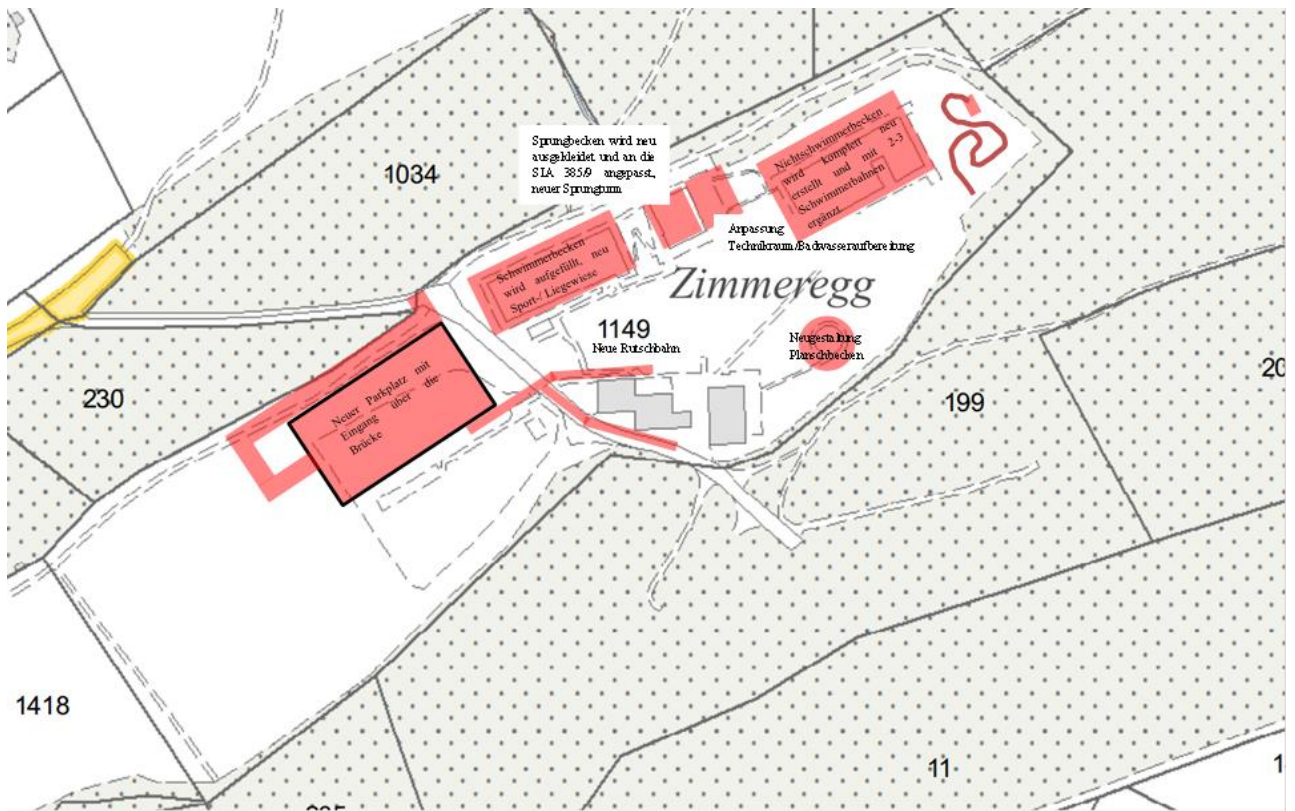 Sprungbecken wird neu
ausgekleidet und an die
SIA 385/9 angepasst,
neuer Sprungturm
1034
Nichtschwimmerbecken
wird komplett neu
erstellt und mit 2-3
Schwimmerbahnen
ergänzt
Anpassung
Technikraum/Badwasseraufbereitung
Schwimmerbecken
wird aufgefüllt, neu
Sport-/ Liegewiese
Zimmeregg
1149
Neue Rutschbahn
Neugestaltung
Planschbecken
230
Neuer Parkplatz mit
Eingang über die
Brücke
199
20
1418
11
1